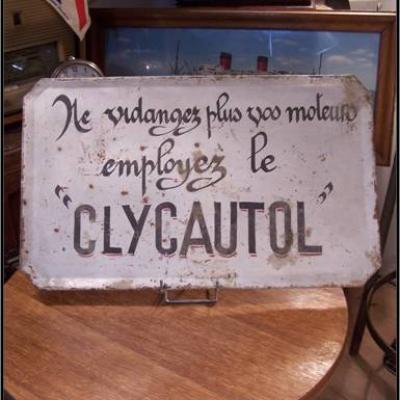 Ne vidangez plus vos moteurs
employez le
"CLYCAUTOL"